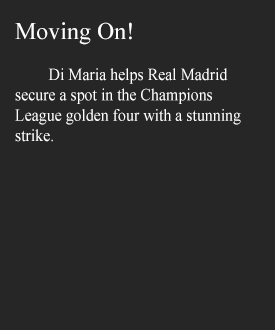 Moving On!
Di Maria helps Real Madrid
secure a spot in the Champions
League golden four with a stunning
strike.